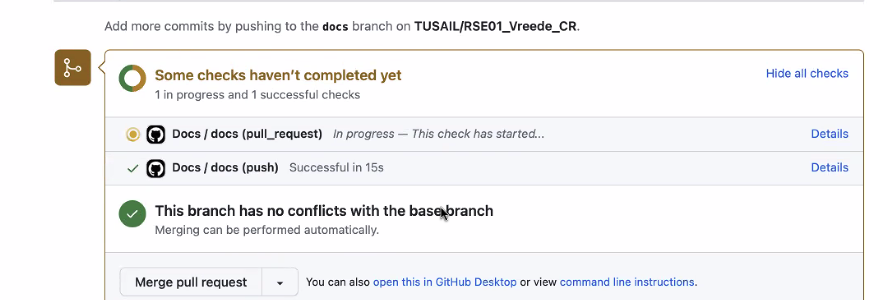 Add more commits by pushing to the docs branch on TUSAIL/RSE01_Vreede_CR.
Some checks haven't completed yet
Hide all checks
1 in progress and 1 successful checks
Docs / docs (pull_request) In progress — This check has started... Details
Docs / docs (push) Successful in 15s Details
This branch has no conflicts with the base branch
Merging can be performed automatically.
Merge pull request You can also open this in GitHub Desktop or view command line instructions.